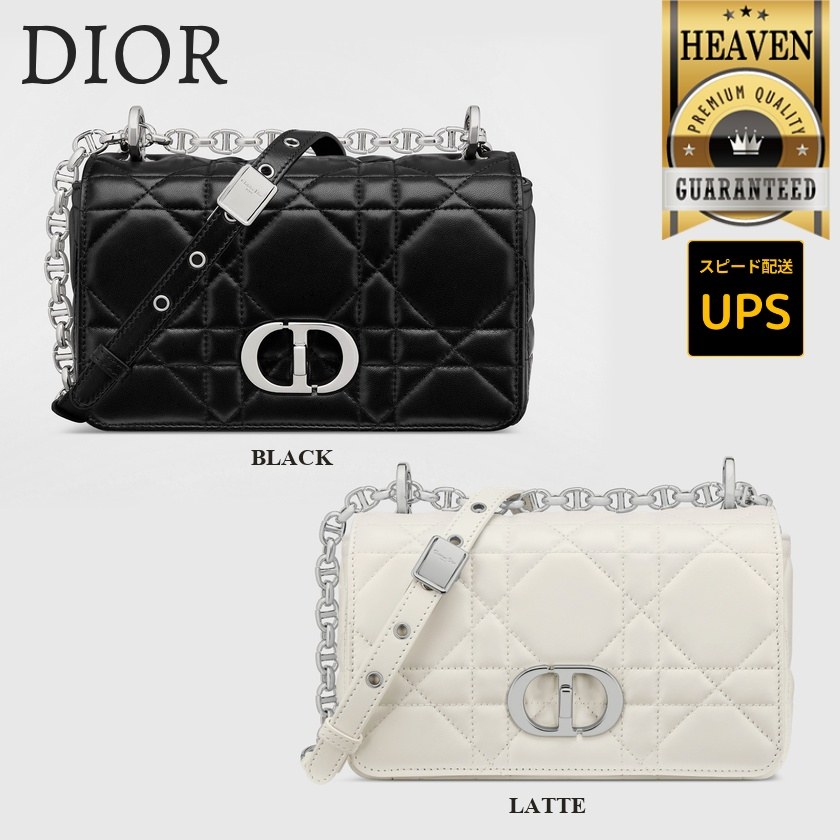 DIOR
HEAVEN
PREMIUM QUALITY
GUARANTEED
スピード配送
UPS
BLACK
LATTE